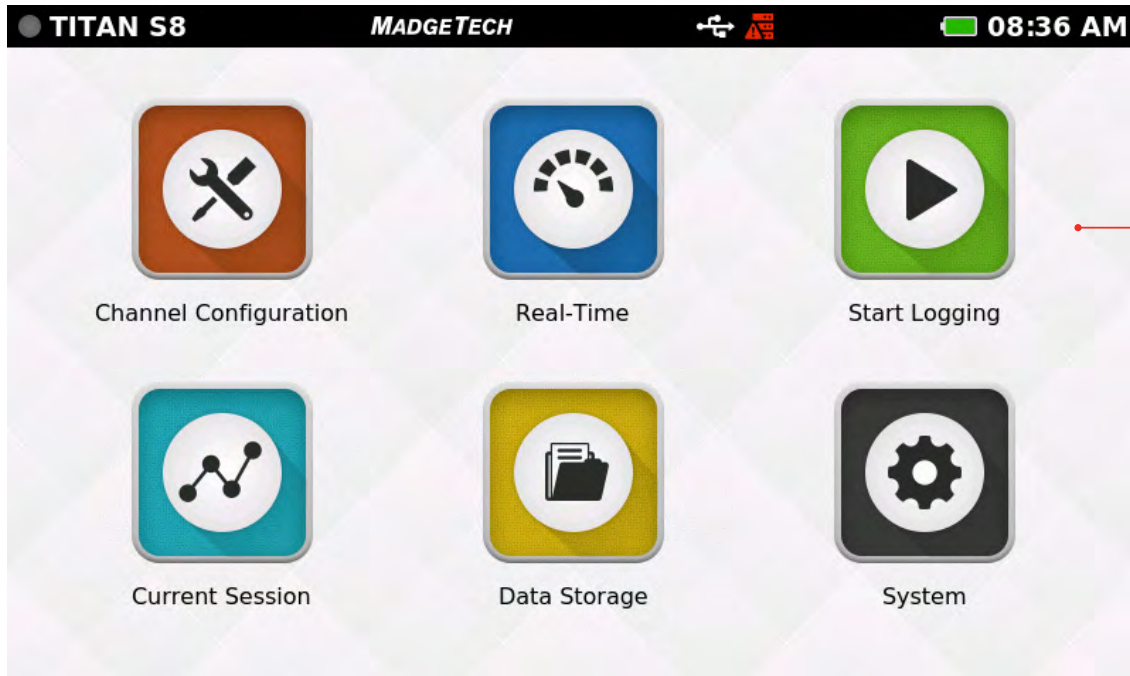 TITAN S8 MADGETECH 08:36 AM
Channel Configuration Real-Time Start Logging
Current Session Data Storage System